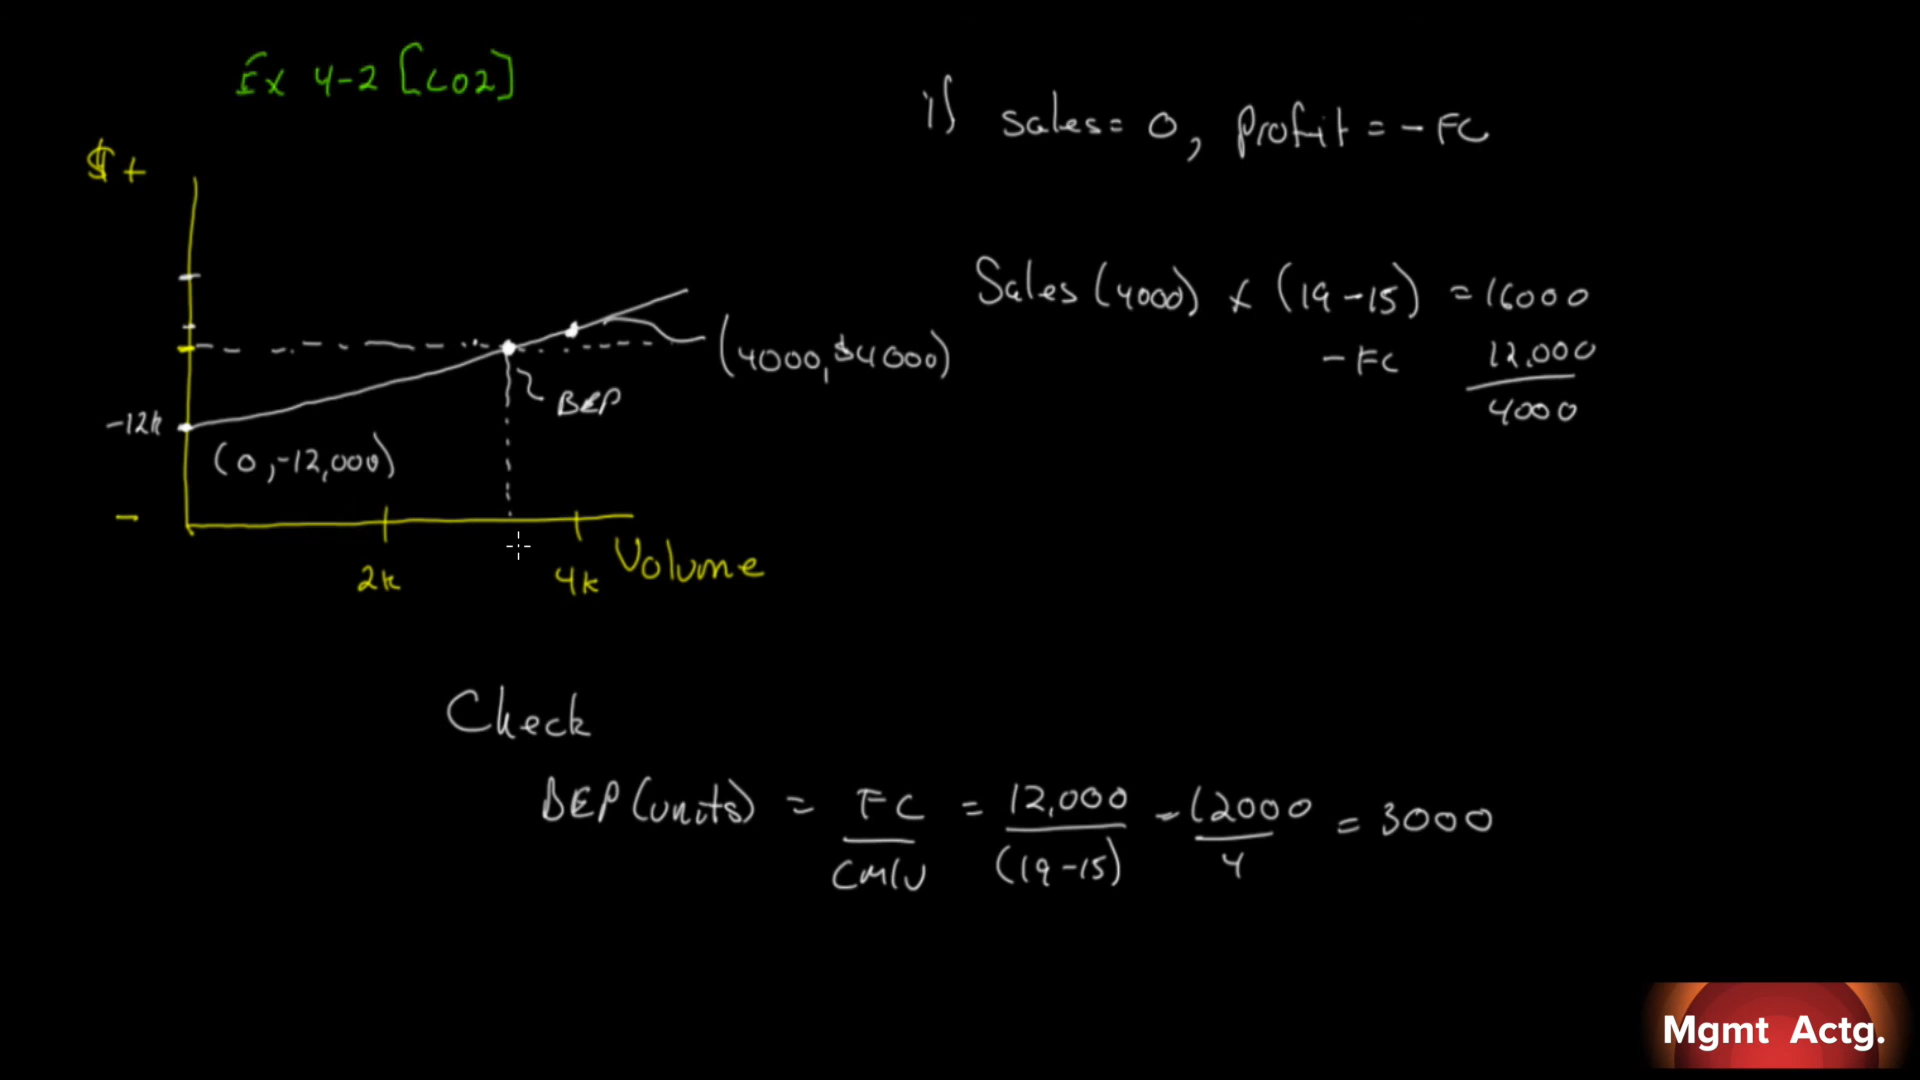 Ex 4-2 [LO2]
if sales = 0, Profit = - FC
$ +
Sales (4000) x (19-15) = 16000
- FC 12,000
4000
(4000, $4000)
BEP
-12k
(0, -12,000)
-
2k
4k
Volume
Check
BEP (units) = FC / CM/U = 12,000 / (19-15) = 12000 / 4 = 3000
Mgmt Actg.